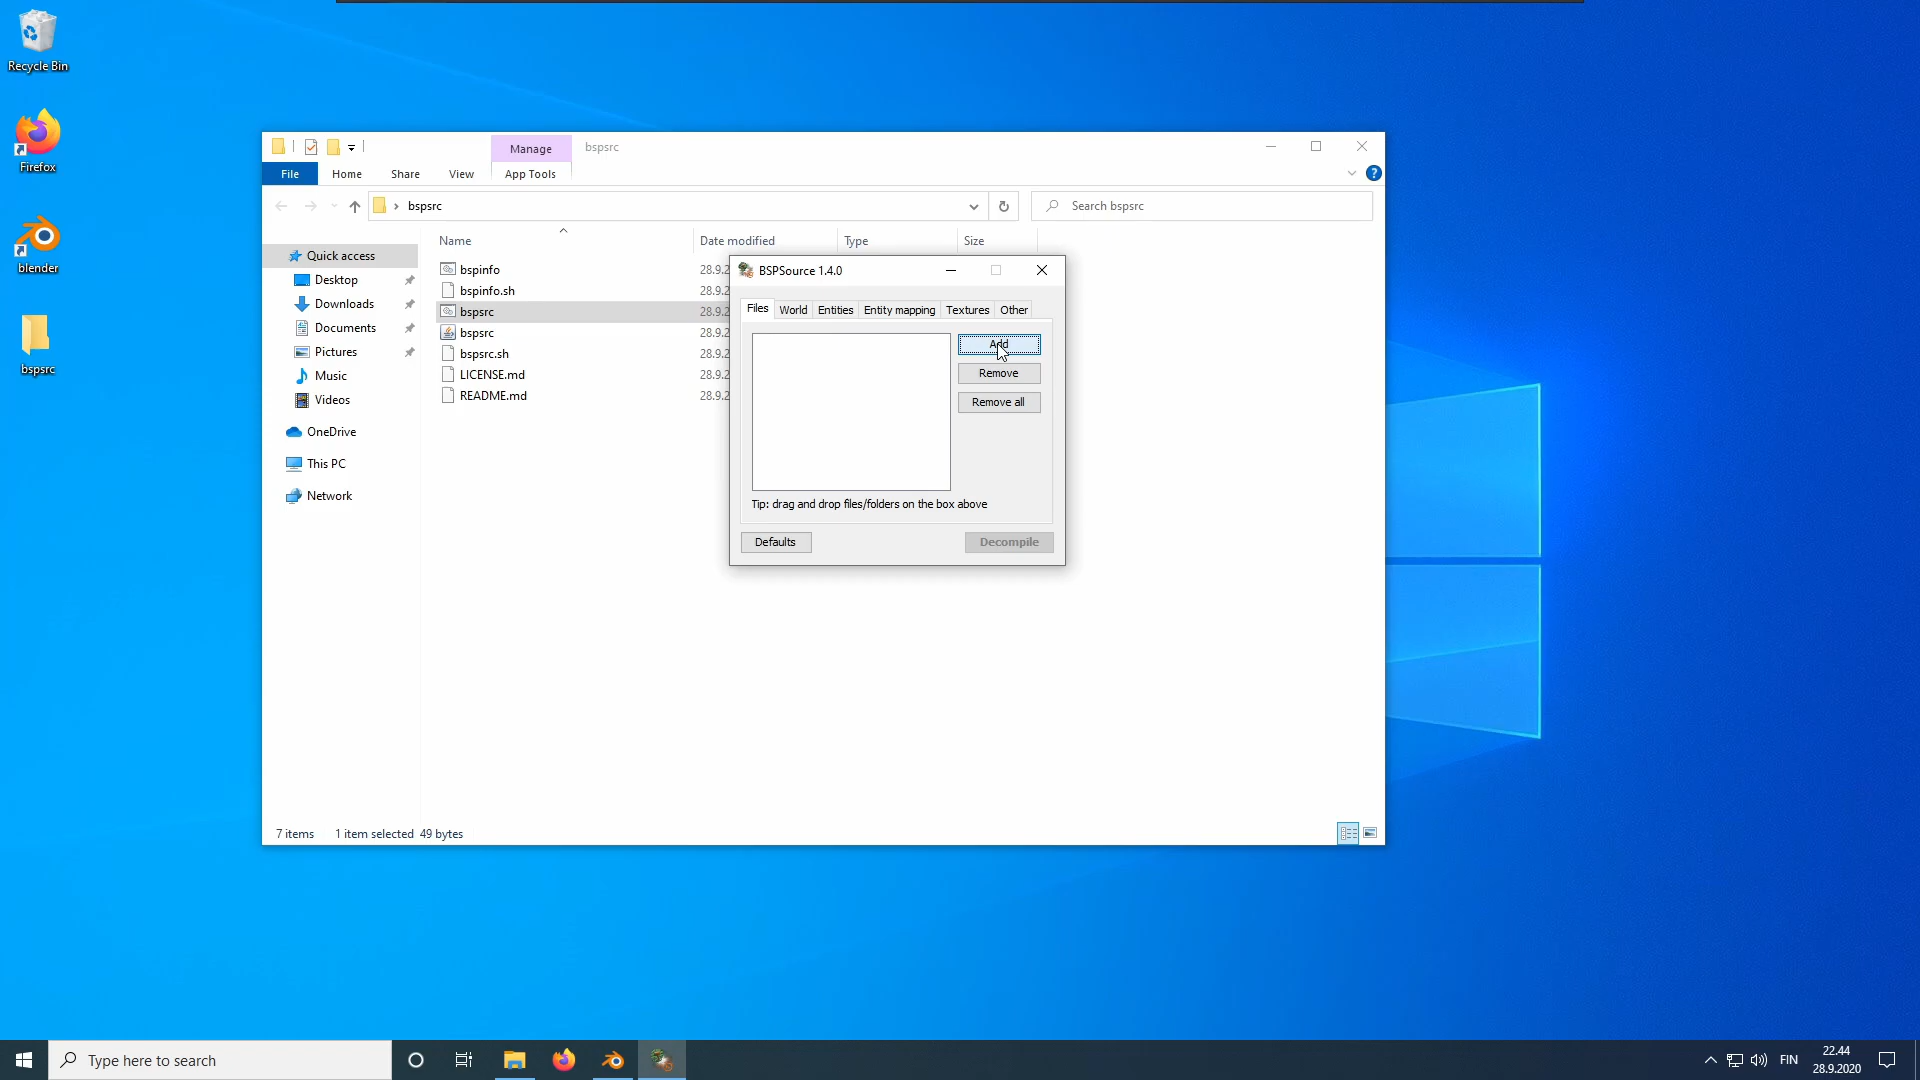 Recycle Bin
Firefox
blender
bspsrc
Manage
bspsrc
File
Home
Share
View
App Tools
?
bspsrc
Search bspsrc
Name
Date modified
Type
Size
Quick access
Desktop
Downloads
Documents
Pictures
Music
Videos
OneDrive
This PC
Network
bspinfo
28.9.2
bspinfo.sh
28.9.2
bspsrc
28.9.2
bspsrc
28.9.2
bspsrc.sh
28.9.2
LICENSE.md
28.9.2
README.md
28.9.2
BSPSource 1.4.0
Files
World
Entities
Entity mapping
Textures
Other
Add
Remove
Remove all
Tip: drag and drop files/folders on the box above
Defaults
Decompile
7 items
1 item selected 49 bytes
Type here to search
FIN
22.44
28.9.2020